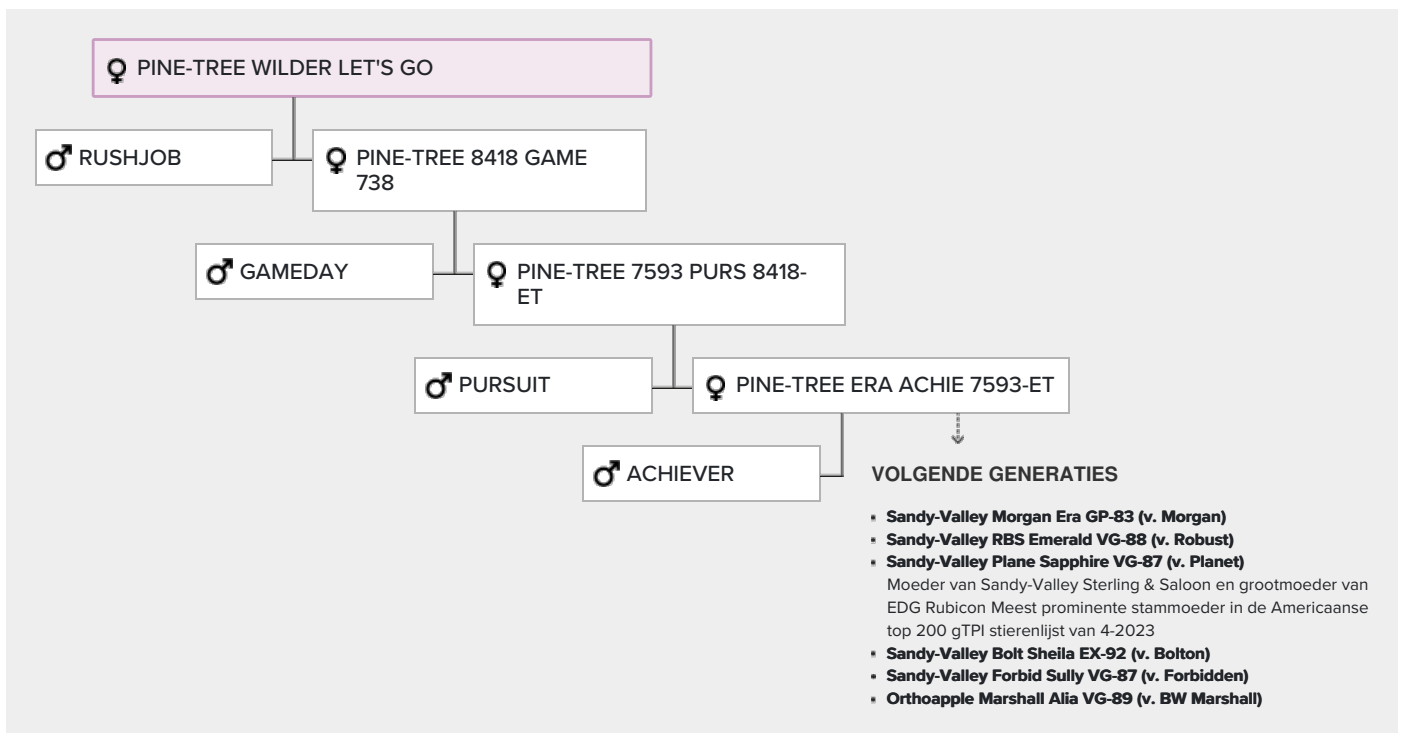 PINE-TREE WILDER LET'S GO
RUSHJOB
PINE-TREE 8418 GAME
738
GAMEDAY
PINE-TREE 7593 PURS 8418-
ET
PURSUIT
PINE-TREE ERA ACHIE 7593-ET
ACHIEVER
VOLGENDE GENERATIES
Sandy-Valley Morgan Era GP-83 (v. Morgan)
Sandy-Valley RBS Emerald VG-88 (v. Robust)
Sandy-Valley Plane Sapphire VG-87 (v. Planet)
Moeder van Sandy-Valley Sterling & Saloon en grootmoeder van
EDG Rubicon Meest prominente stammoeder in de Americaanse
top 200 gTPI stierenlijst van 4-2023
Sandy-Valley Bolt Sheila EX-92 (v. Bolton)
Sandy-Valley Forbid Sully VG-87 (v. Forbidden)
Orthoapple Marshall Alia VG-89 (v. BW Marshall)